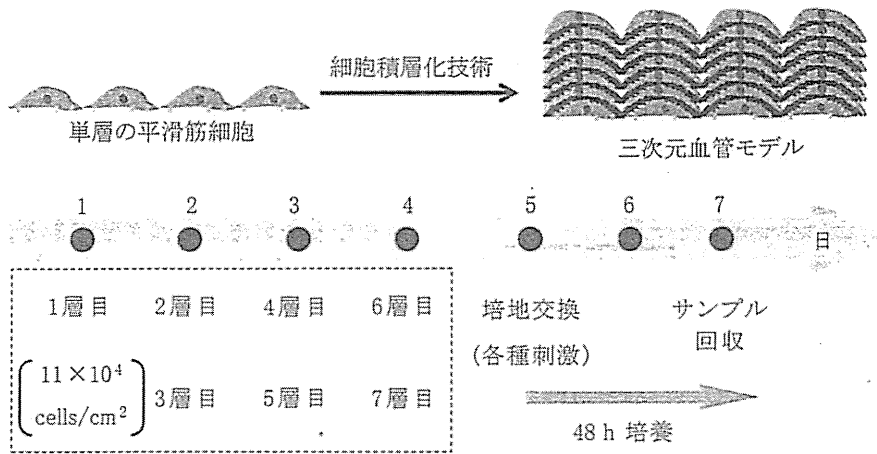 細胞積層化技術
単層の平滑筋細胞
三次元血管モデル
1 2 3 4 5 6 7
日
1層目 2層目 4層目 6層目 培地交換 サンプル
(各種刺激) 回収
11×10⁴
cells/cm² 3層目 5層目 7層目
48 h 培養